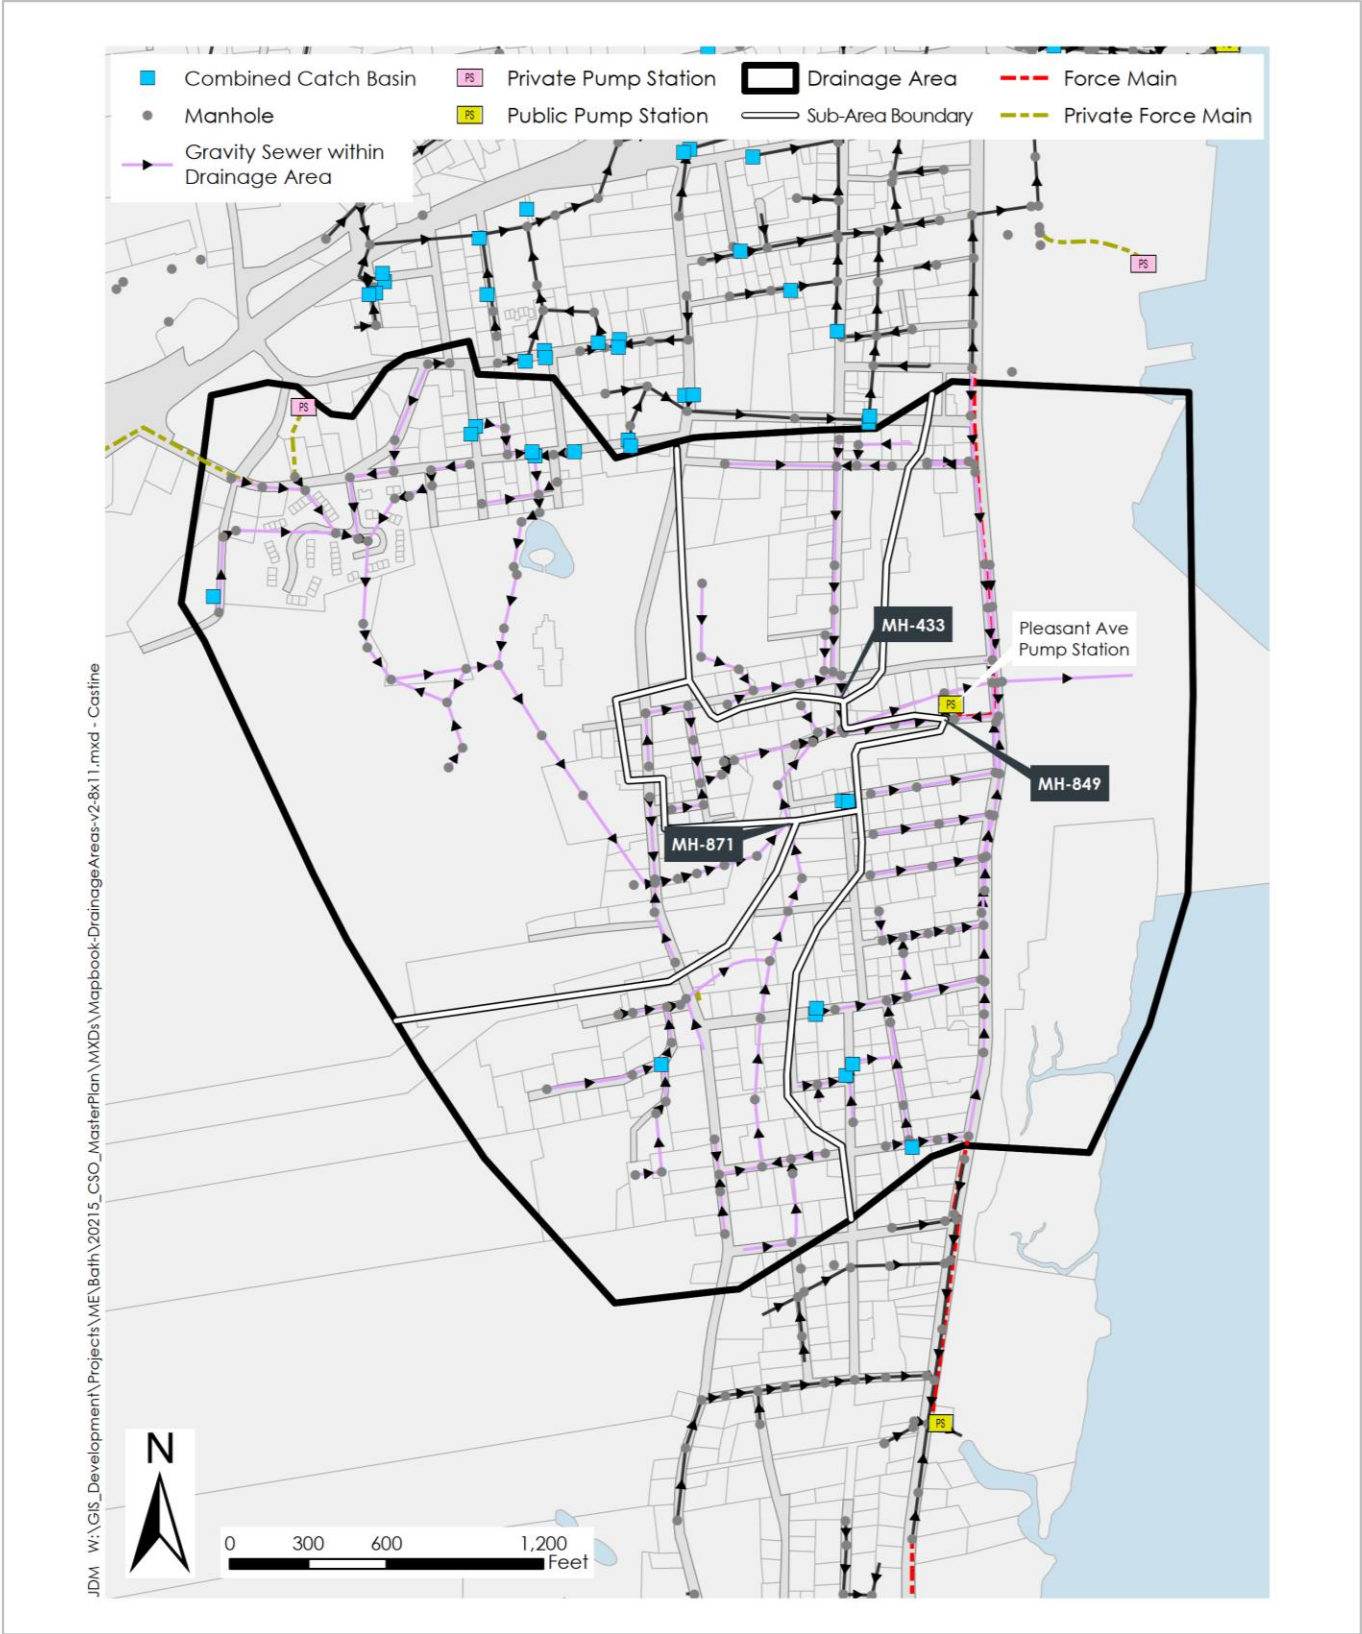 Combined Catch Basin
Manhole
Gravity Sewer within
Drainage Area
PS Private Pump Station
PS Public Pump Station
Drainage Area
Sub-Area Boundary
Force Main
Private Force Main
PS
PS
MH-433
Pleasant Ave
Pump Station
PS
MH-849
MH-871
PS
N
0 300 600 1,200
Feet
JDM W:\GIS_Development\Projects\ME\Bath\20215_CSO_MasterPlan\MXDs\Mapbook-DrainageAreas-v2-8x11.mxd - Castine